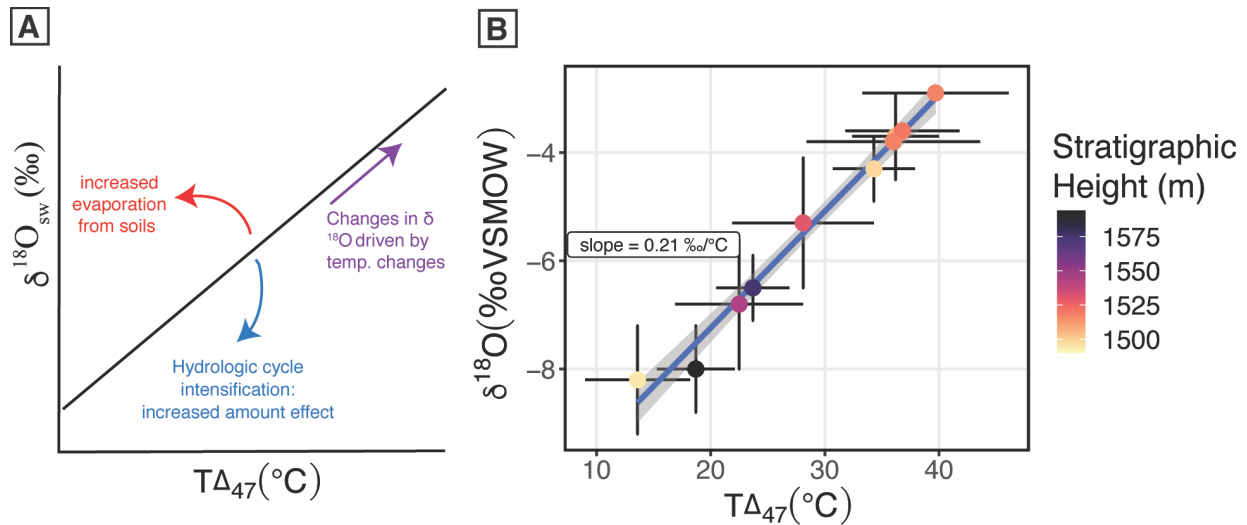 A
δ¹⁸O_sw (‰)
increased
evaporation
from soils
Changes in δ
¹⁸O driven by
temp. changes
Hydrologic cycle
intensification:
increased amount effect
TΔ₄₇(°C)
B
δ¹⁸O(‰VSMOW)
−4
−6
−8
slope = 0.21 ‰/°C
10
20
30
40
TΔ₄₇(°C)
Stratigraphic
Height (m)
1575
1550
1525
1500